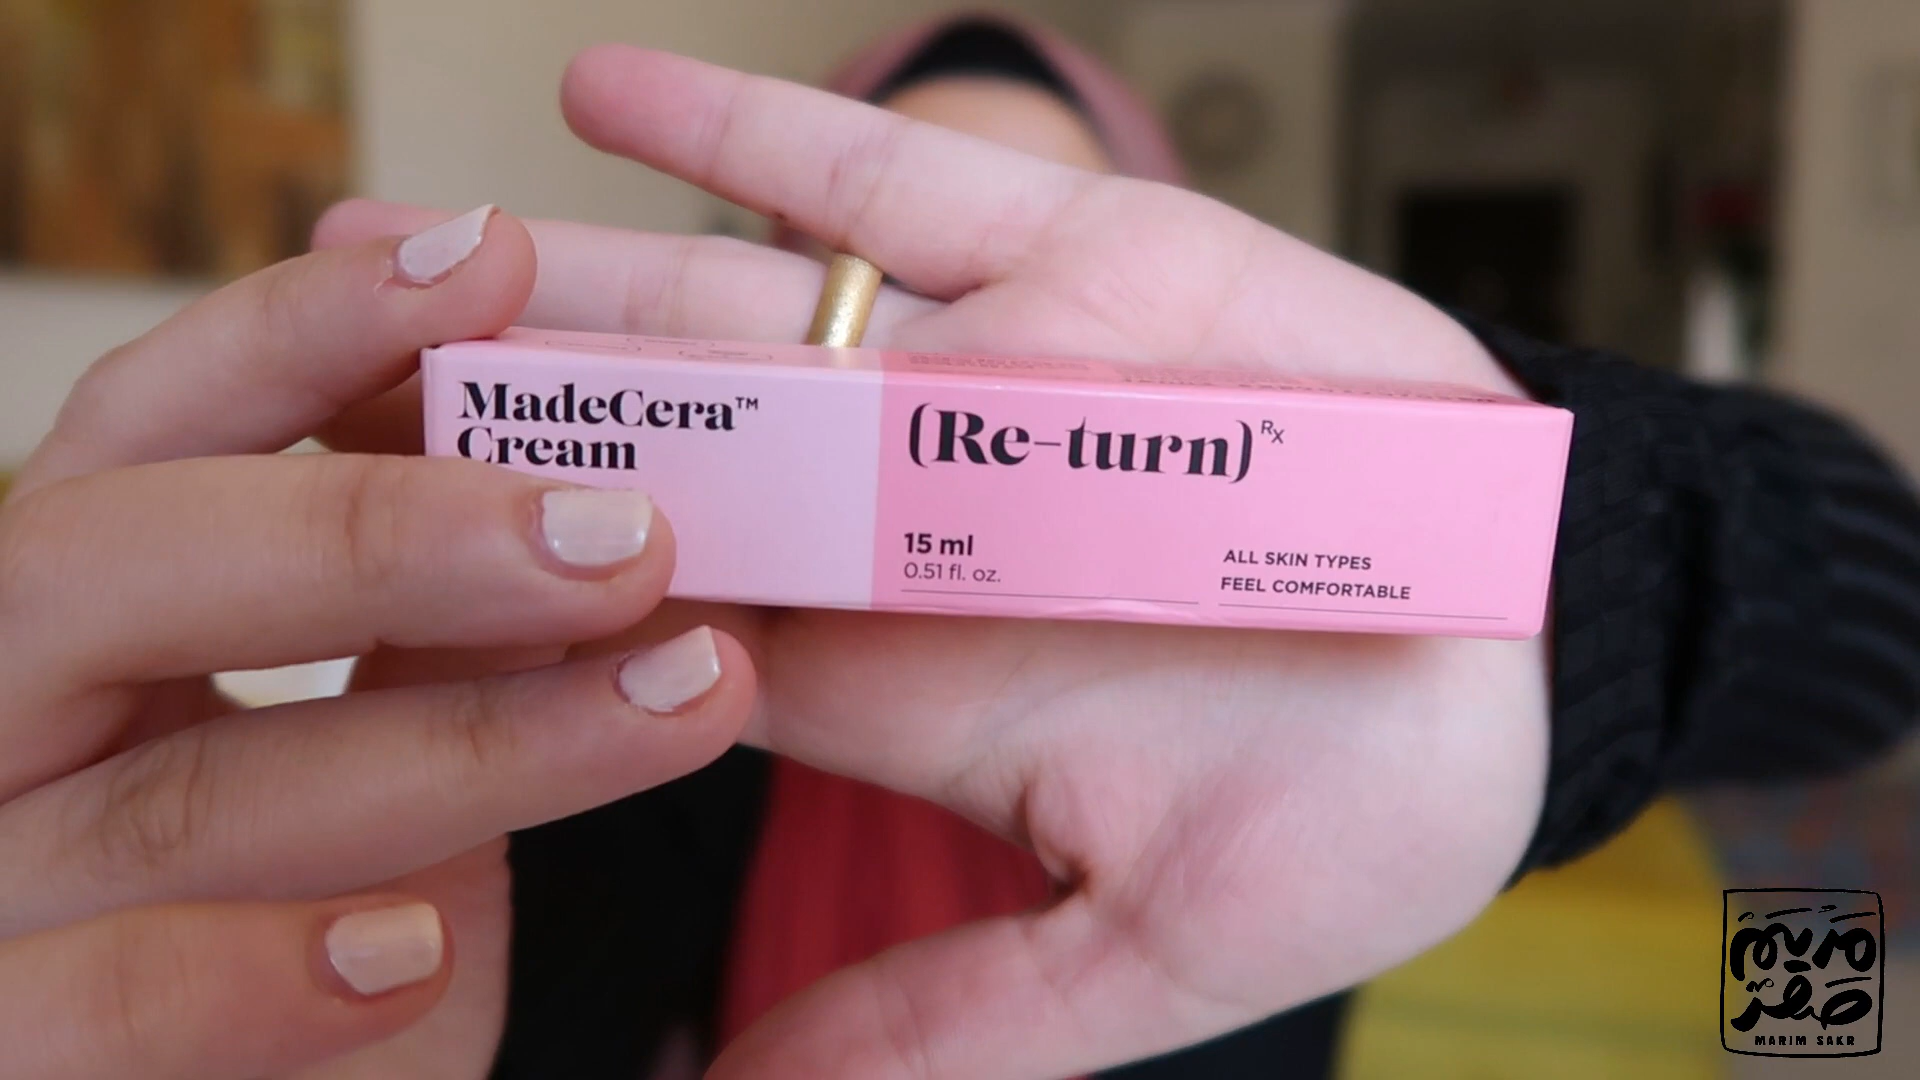 MadeCera™
Cream
(Re-turn)Rx
15 ml
0.51 fl. oz.
ALL SKIN TYPES
FEEL COMFORTABLE
مريم
صقر
MARIM SAKR